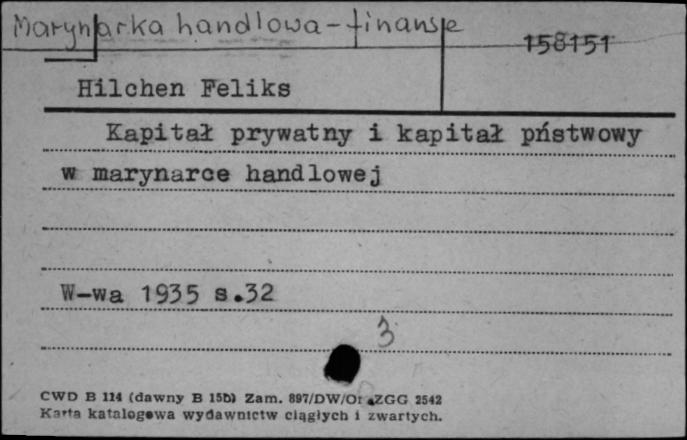 Marynarka handlowa - finanse
158151
Hilchen Feliks
Kapitał prywatny i kapitał pństwowy
w marynarce handlowej
W-wa 1935 s.32
3
CWD B 114 (dawny B 15b) Zam. 897/DW/Ot ZGG 2542
Karta katalogowa wydawnictw ciągłych i zwartych.